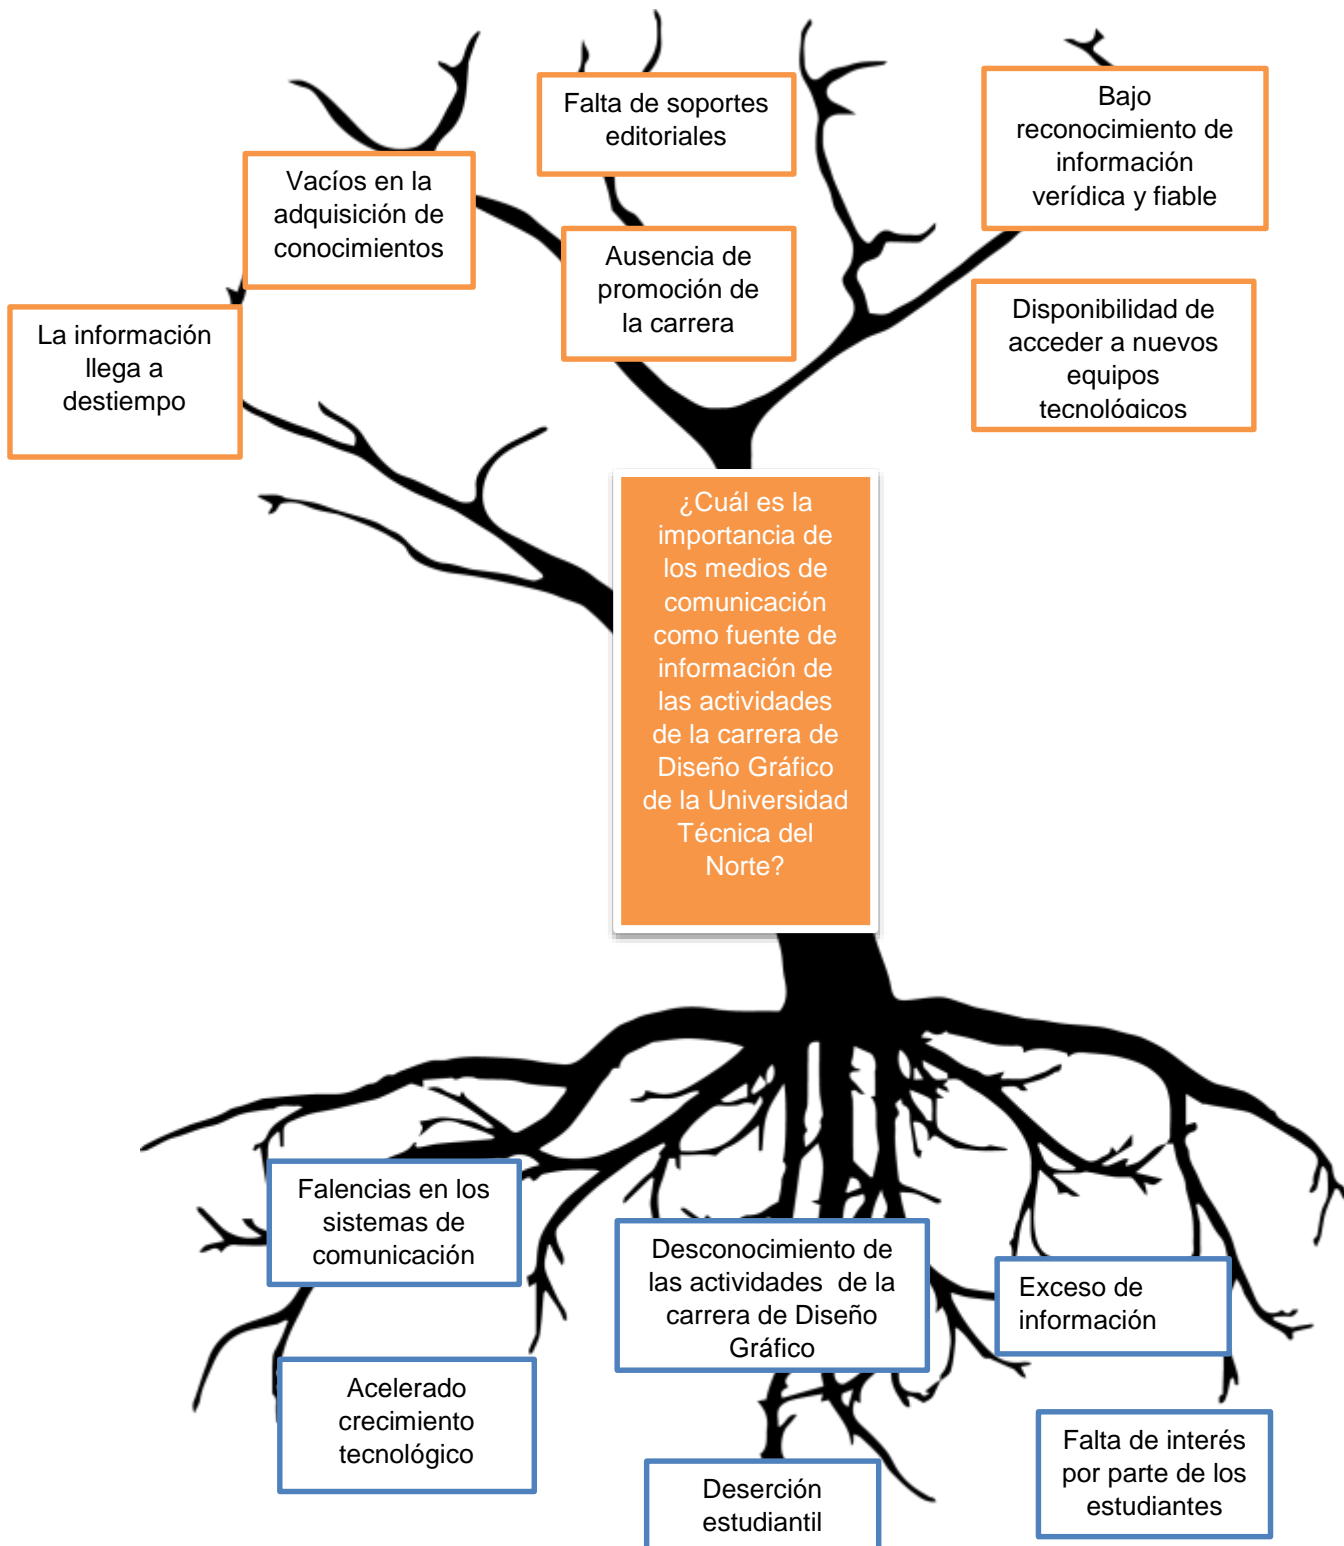 Falta de soportes
editoriales
Bajo
reconocimiento de
información
verídica y fiable
Vacíos en la
adquisición de
conocimientos
Ausencia de
promoción de
la carrera
La información
llega a
destiempo
Disponibilidad de
acceder a nuevos
equipos
tecnológicos
¿Cuál es la
importancia de
los medios de
comunicación
como fuente de
información de
las actividades
de la carrera de
Diseño Gráfico
de la Universidad
Técnica del
Norte?
Falencias en los
sistemas de
comunicación
Desconocimiento de
las actividades  de la
carrera de Diseño
Gráfico
Exceso de
información
Acelerado
crecimiento
tecnológico
Deserción
estudiantil
Falta de interés
por parte de los
estudiantes